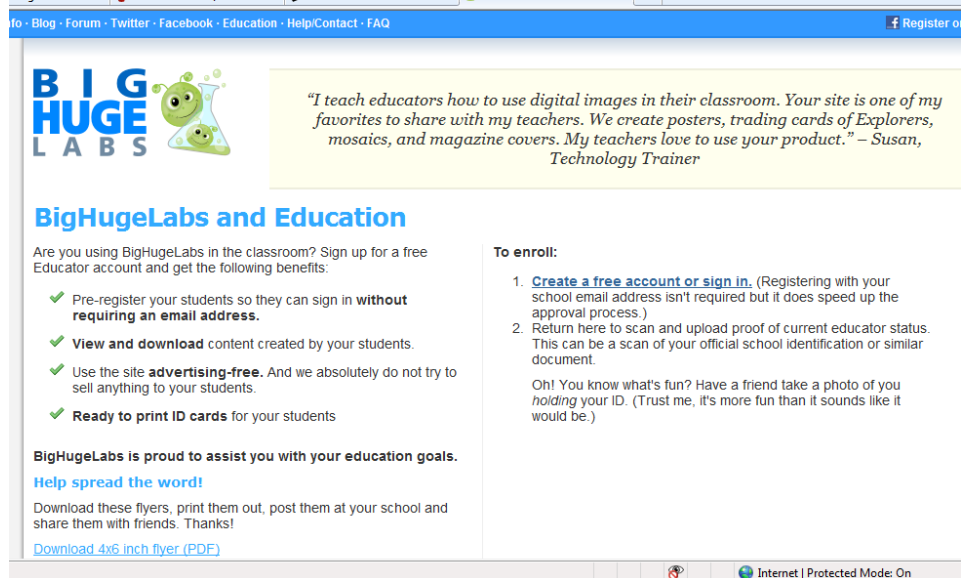 fo · Blog · Forum · Twitter · Facebook · Education · Help/Contact · FAQ
Register or
BIG
HUGE
LABS
“I teach educators how to use digital images in their classroom. Your site is one of my
favorites to share with my teachers. We create posters, trading cards of Explorers,
mosaics, and magazine covers. My teachers love to use your product.” – Susan,
Technology Trainer
BigHugeLabs and Education
Are you using BigHugeLabs in the classroom? Sign up for a free
Educator account and get the following benefits:
Pre-register your students so they can sign in without
requiring an email address.
View and download content created by your students.
Use the site advertising-free. And we absolutely do not try to
sell anything to your students.
Ready to print ID cards for your students
BigHugeLabs is proud to assist you with your education goals.
Help spread the word!
Download these flyers, print them out, post them at your school and
share them with friends. Thanks!
Download 4x6 inch flyer (PDF)
To enroll:
1. Create a free account or sign in. (Registering with your
school email address isn't required but it does speed up the
approval process.)
2. Return here to scan and upload proof of current educator status.
This can be a scan of your official school identification or similar
document.
Oh! You know what's fun? Have a friend take a photo of you
holding your ID. (Trust me, it's more fun than it sounds like it
would be.)
Internet | Protected Mode: On